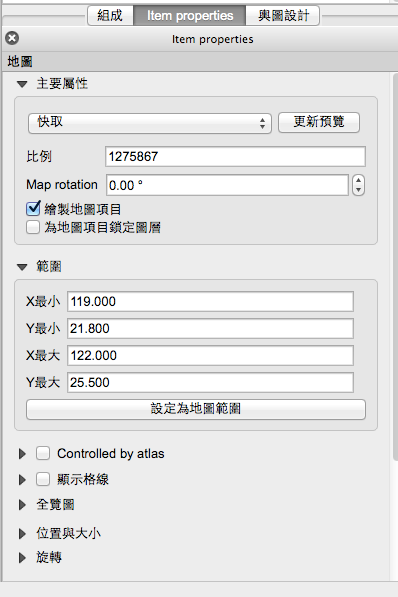 組成 Item properties 輿圖設計
Item properties
地圖
主要屬性
快取 更新預覽
比例 1275867
Map rotation 0.00 °
繪製地圖項目
為地圖項目鎖定圖層
範圍
X最小 119.000
Y最小 21.800
X最大 122.000
Y最大 25.500
設定為地圖範圍
Controlled by atlas
顯示格線
全覽圖
位置與大小
旋轉